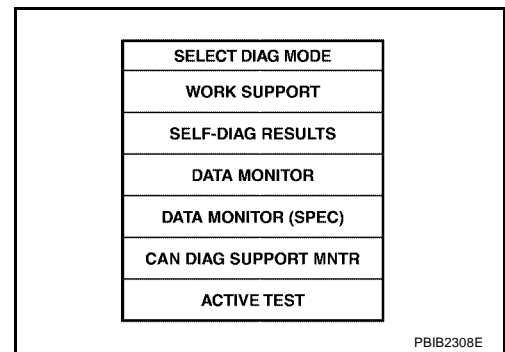 SELECT DIAG MODE
WORK SUPPORT
SELF-DIAG RESULTS
DATA MONITOR
DATA MONITOR (SPEC)
CAN DIAG SUPPORT MNTR
ACTIVE TEST
PBIB2308E